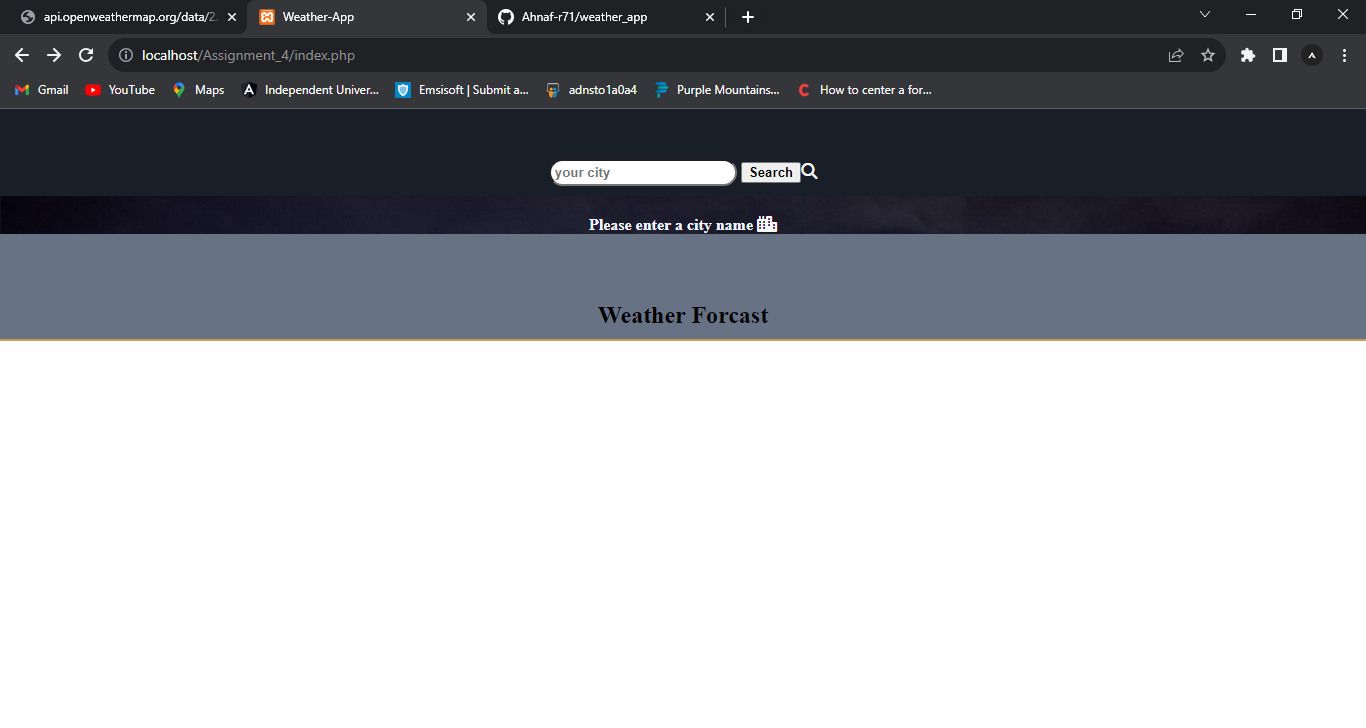 api.openweathermap.org/data/2. Weather-App Ahnaf-r71/weather_app
localhost/Assignment_4/index.php
Gmail YouTube Maps Independent Univer... Emsisoft | Submit a... adnsto1a0a4 Purple Mountains... How to center a for...
your city Search
Please enter a city name
Weather Forcast